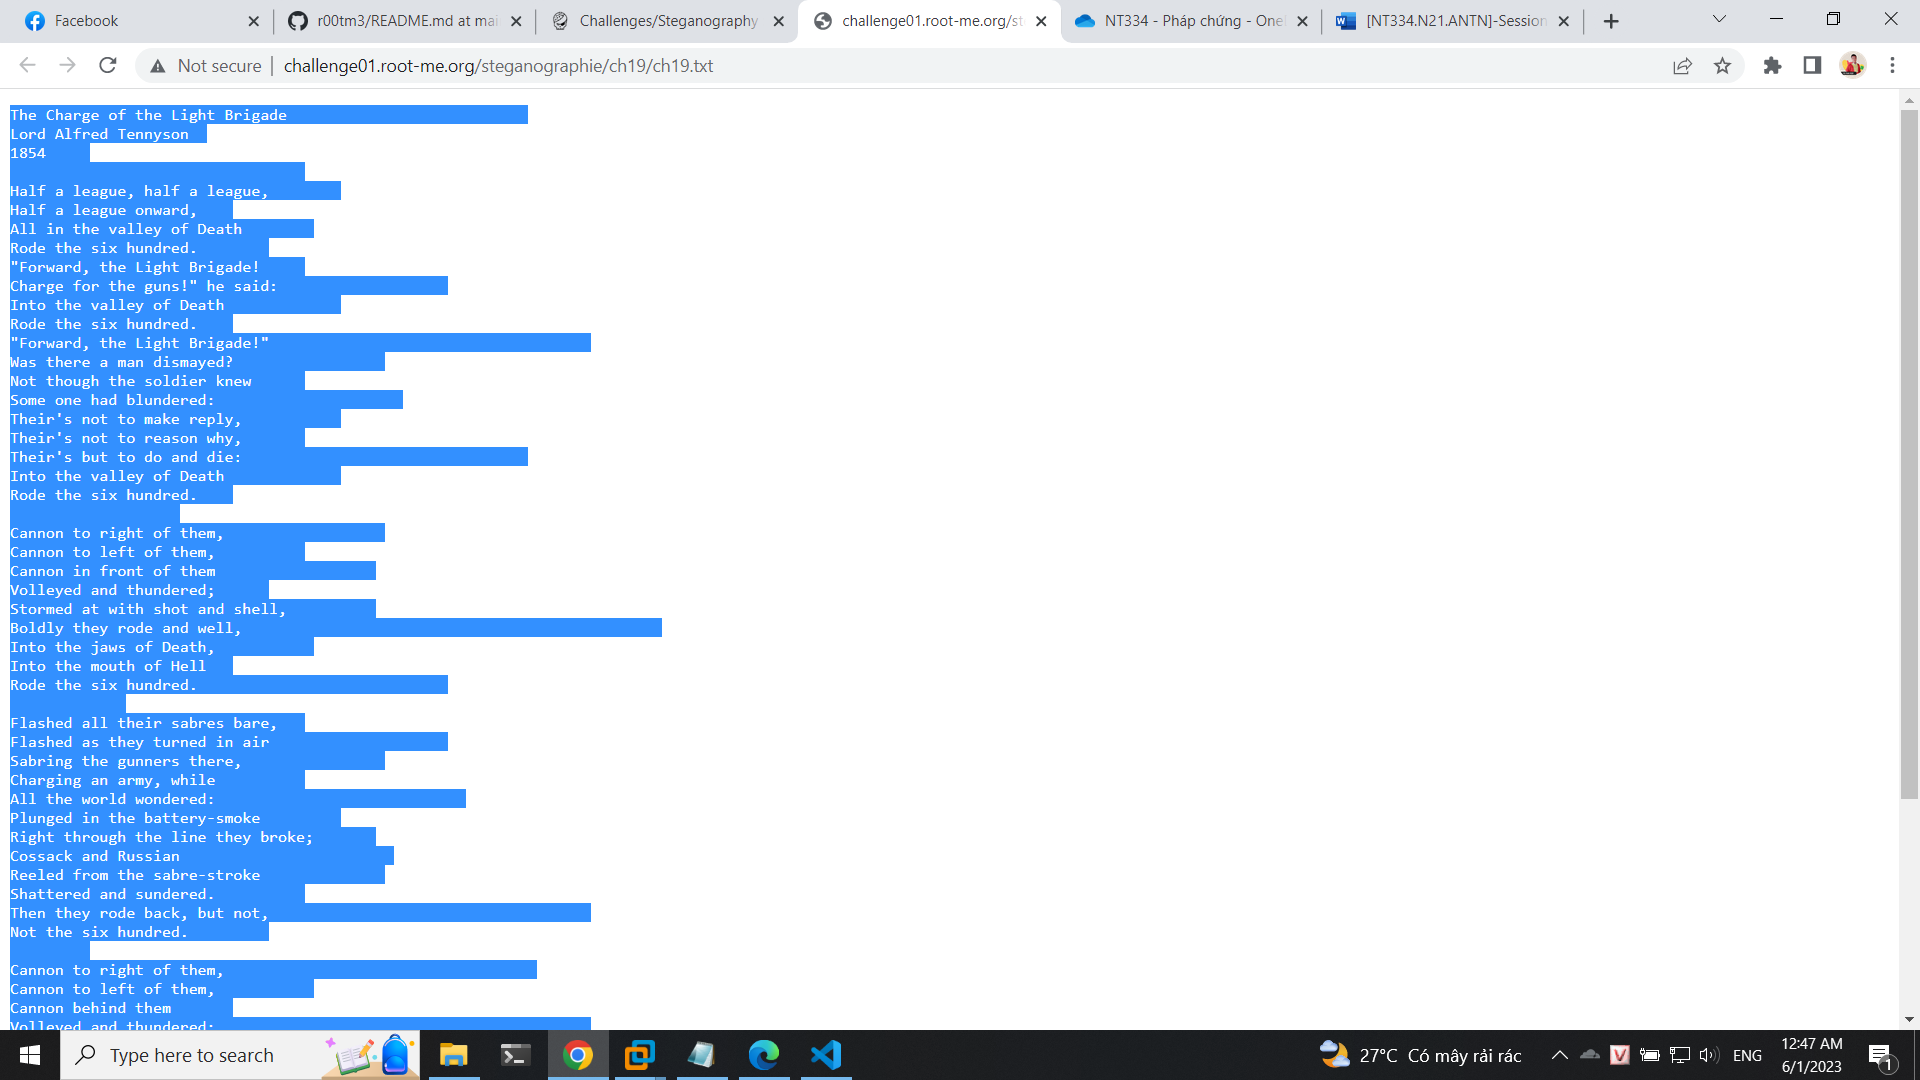 Facebook
r00tm3/README.md at mai
Challenges/Steganography
challenge01.root-me.org/st
NT334 - Pháp chứng - One
[NT334.N21.ANTN]-Session
Not secure
challenge01.root-me.org/steganographie/ch19/ch19.txt
The Charge of the Light Brigade
Lord Alfred Tennyson
1854
Half a league, half a league,
Half a league onward,
All in the valley of Death
Rode the six hundred.
"Forward, the Light Brigade!
Charge for the guns!" he said:
Into the valley of Death
Rode the six hundred.
"Forward, the Light Brigade!"
Was there a man dismayed?
Not though the soldier knew
Some one had blundered:
Their's not to make reply,
Their's not to reason why,
Their's but to do and die:
Into the valley of Death
Rode the six hundred.
Cannon to right of them,
Cannon to left of them,
Cannon in front of them
Volleyed and thundered;
Stormed at with shot and shell,
Boldly they rode and well,
Into the jaws of Death,
Into the mouth of Hell
Rode the six hundred.
Flashed all their sabres bare,
Flashed as they turned in air
Sabring the gunners there,
Charging an army, while
All the world wondered:
Plunged in the battery-smoke
Right through the line they broke;
Cossack and Russian
Reeled from the sabre-stroke
Shattered and sundered.
Then they rode back, but not,
Not the six hundred.
Cannon to right of them,
Cannon to left of them,
Cannon behind them
Volleyed and thundered;
Type here to search
27°C Có mây rải rác
V
ENG
12:47 AM
6/1/2023
1